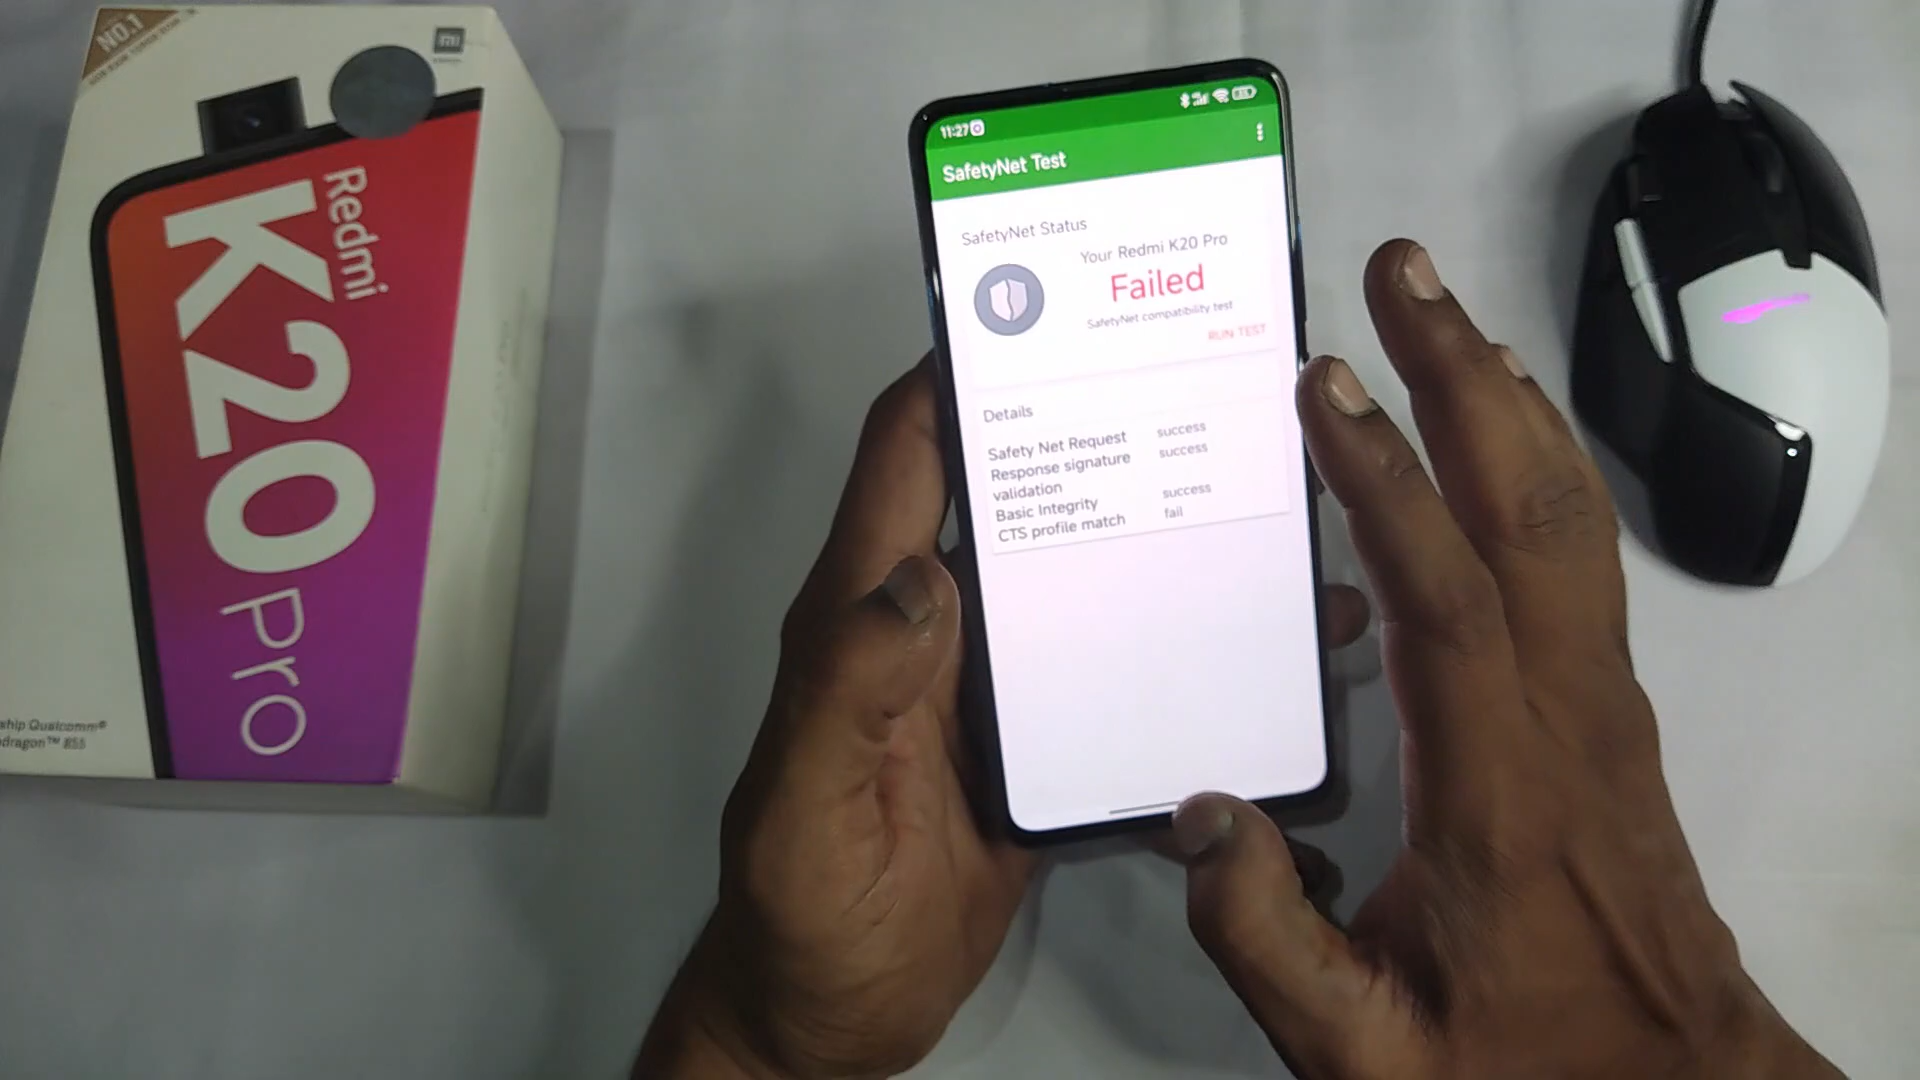 NO.1
mi
Redmi
K20 Pro
ship Qualcomm®
dragon™ 855
11:27
SafetyNet Test
SafetyNet Status
Your Redmi K20 Pro
Failed
SafetyNet compatibility test
RUN TEST
Details
Safety Net Request success
Response signature success
validation
Basic Integrity success
CTS profile match fail